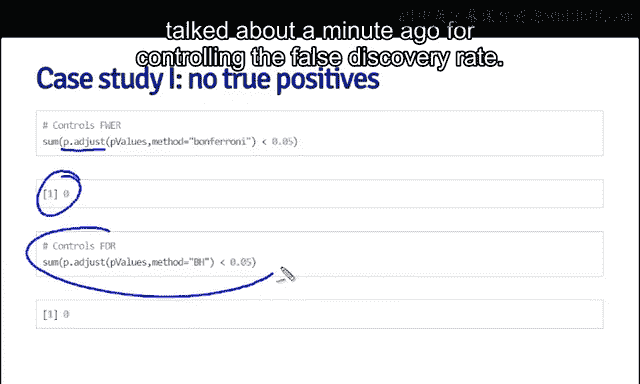 talked about a minute ago for
controlling the false discovery rate.
Case study I: no true positives
# Controls FWER
sum(p.adjust(pValues,method="bonferroni") < 0.05)
[1] 0
# Controls FDR
sum(p.adjust(pValues,method="BH") < 0.05)
[1] 0